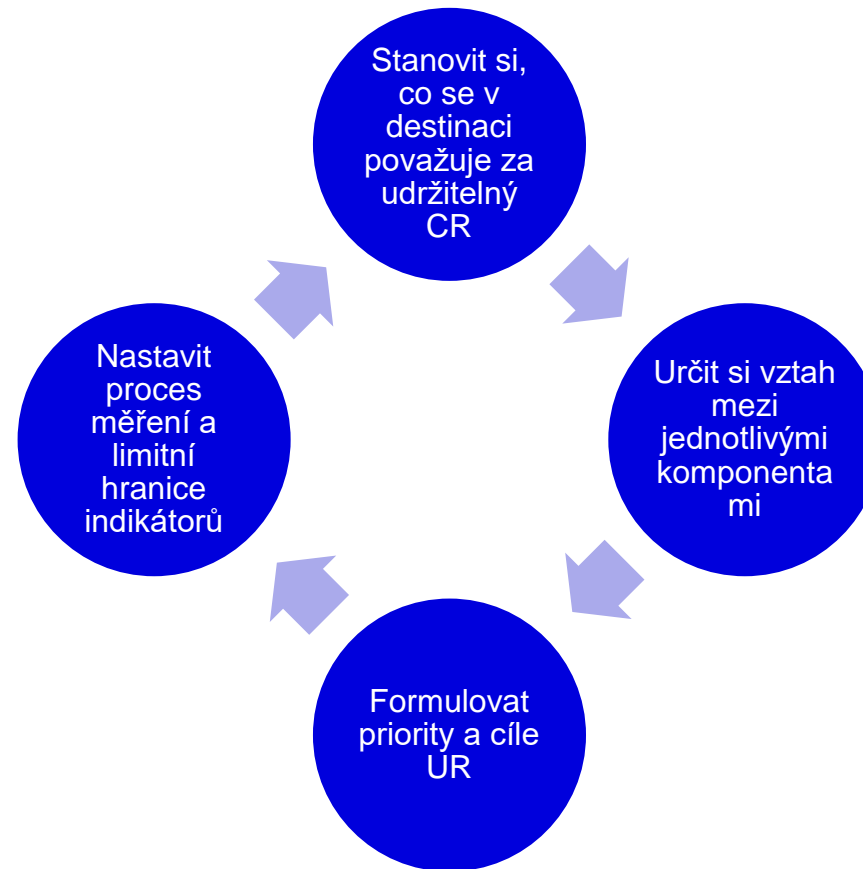 Stanovit si,
co se v
destinaci
považuje za
udržitelný
CR
Určit si vztah
mezi
jednotlivými
komponenta
mi
Formulovat
priority a cíle
UR
Nastavit
proces
měření a
limitní
hranice
indikátorů